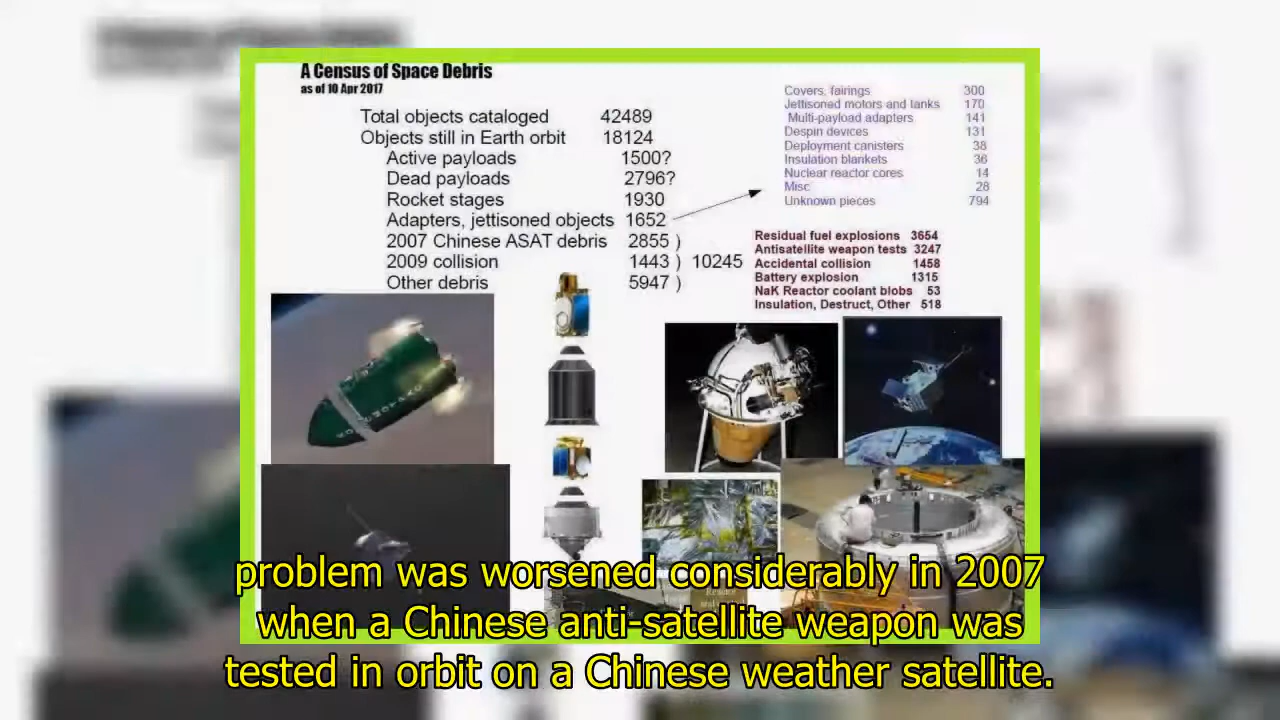 A Census of Space Debris
as of 10 Apr 2017
Total objects cataloged 42489
Objects still in Earth orbit 18124
Active payloads 1500?
Dead payloads 2796?
Rocket stages 1930
Adapters, jettisoned objects 1652
2007 Chinese ASAT debris 2855 )
2009 collision 1443 ) 10245
Other debris 5947 )
Covers, fairings 300
Jettisoned motors and tanks 170
Multi-payload adapters 141
Despin devices 131
Deployment canisters 38
Insulation blankets 36
Nuclear reactor cores 14
Misc 28
Unknown pieces 794
Residual fuel explosions 3654
Antisatellite weapon tests 3247
Accidental collision 1458
Battery explosion 1315
NaK Reactor coolant blobs 53
Insulation, Destruct, Other 518
Reactor
problem was worsened considerably in 2007
when a Chinese anti-satellite weapon was
tested in orbit on a Chinese weather satellite.